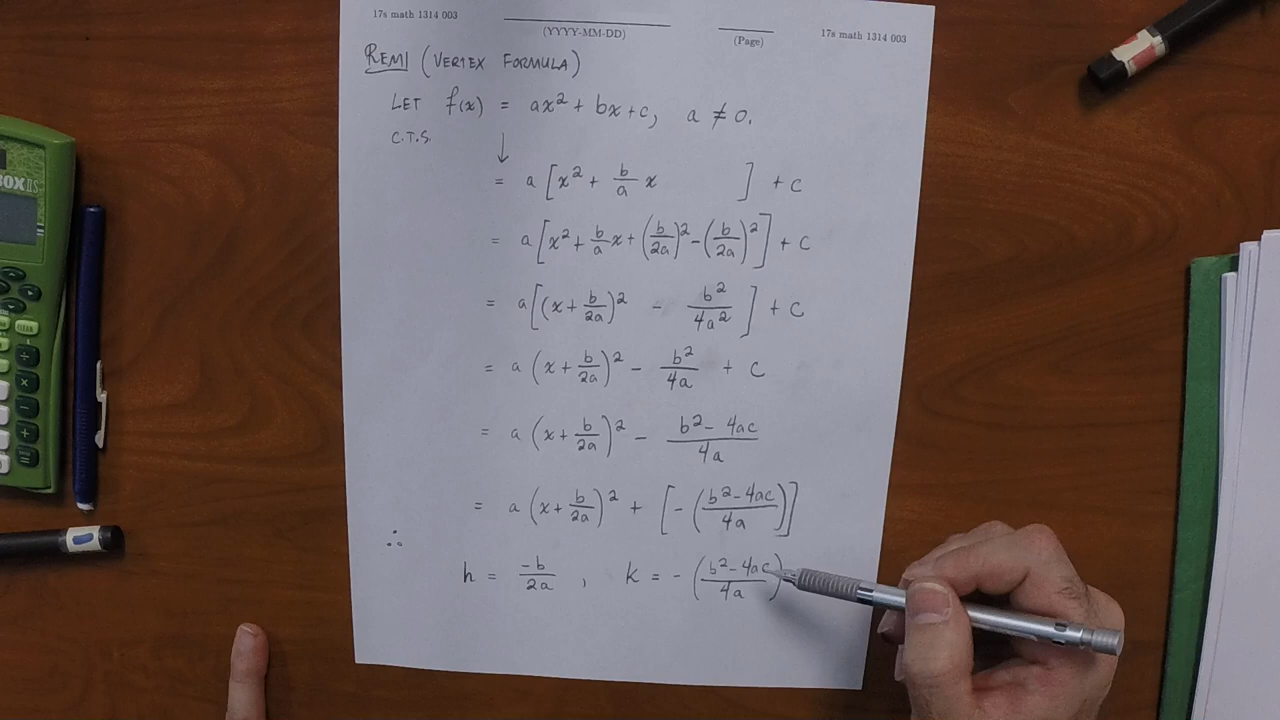 17s math 1314 003
(YYYY-MM-DD)
(Page)
17s math 1314 003
REM (VERTEX FORMULA)
LET f(x) = ax² + bx + c, a ≠ 0.
C.T.S. ↓
= a [x² + b/a x ] + c
= a [x² + b/a x + (b/2a)² - (b/2a)²] + c
= a[(x + b/2a)² - b²/4a² ] + c
= a (x + b/2a)² - b²/4a + c
= a (x + b/2a)² - b² - 4ac/4a
= a (x + b/2a)² + [-(b² - 4ac/4a)]
∴
h = -b/2a , k = -(b² - 4ac/4a)
CLEAR
÷
×
-
+
=